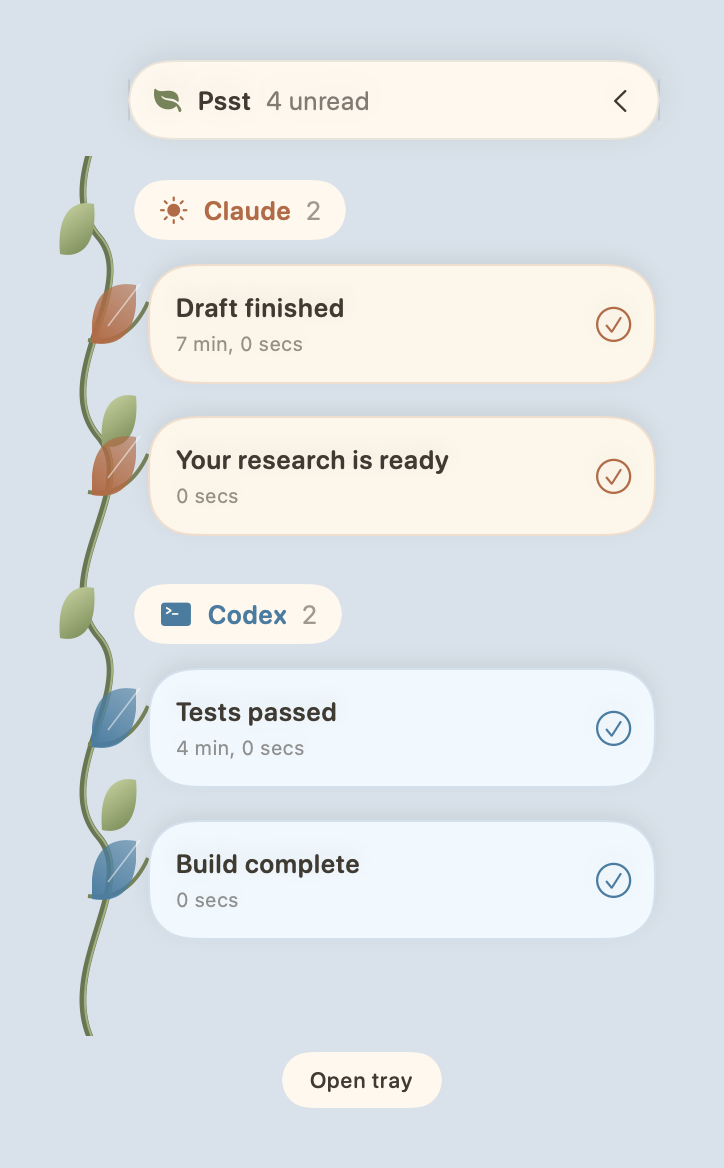 Psst 4 unread
Claude 2
Draft finished
7 min, 0 secs
Your research is ready
0 secs
Codex 2
Tests passed
4 min, 0 secs
Build complete
0 secs
Open tray